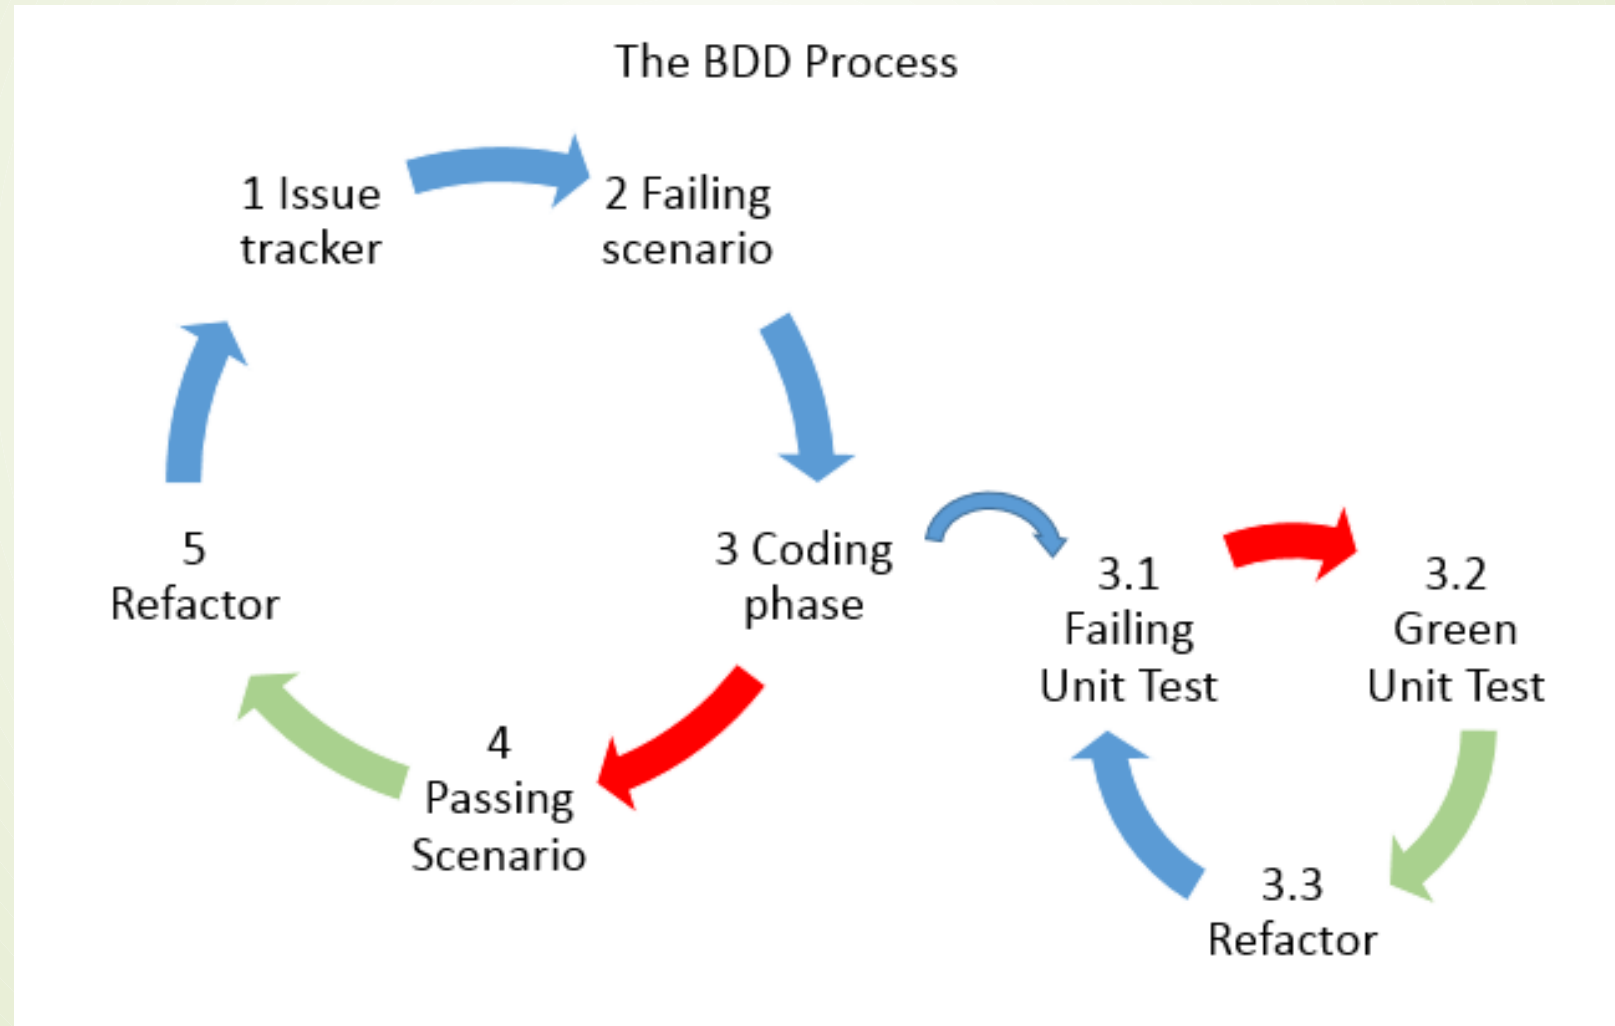 The BDD Process
1 Issue
tracker
2 Failing
scenario
3 Coding
phase
3.1
Failing
Unit Test
3.2
Green
Unit Test
3.3
Refactor
4
Passing
Scenario
5
Refactor